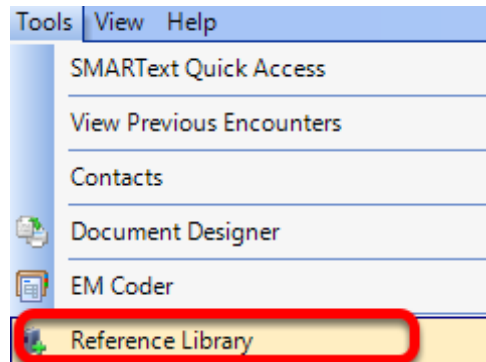 Tools View Help
SMARText Quick Access
View Previous Encounters
Contacts
Document Designer
EM Coder
Reference Library